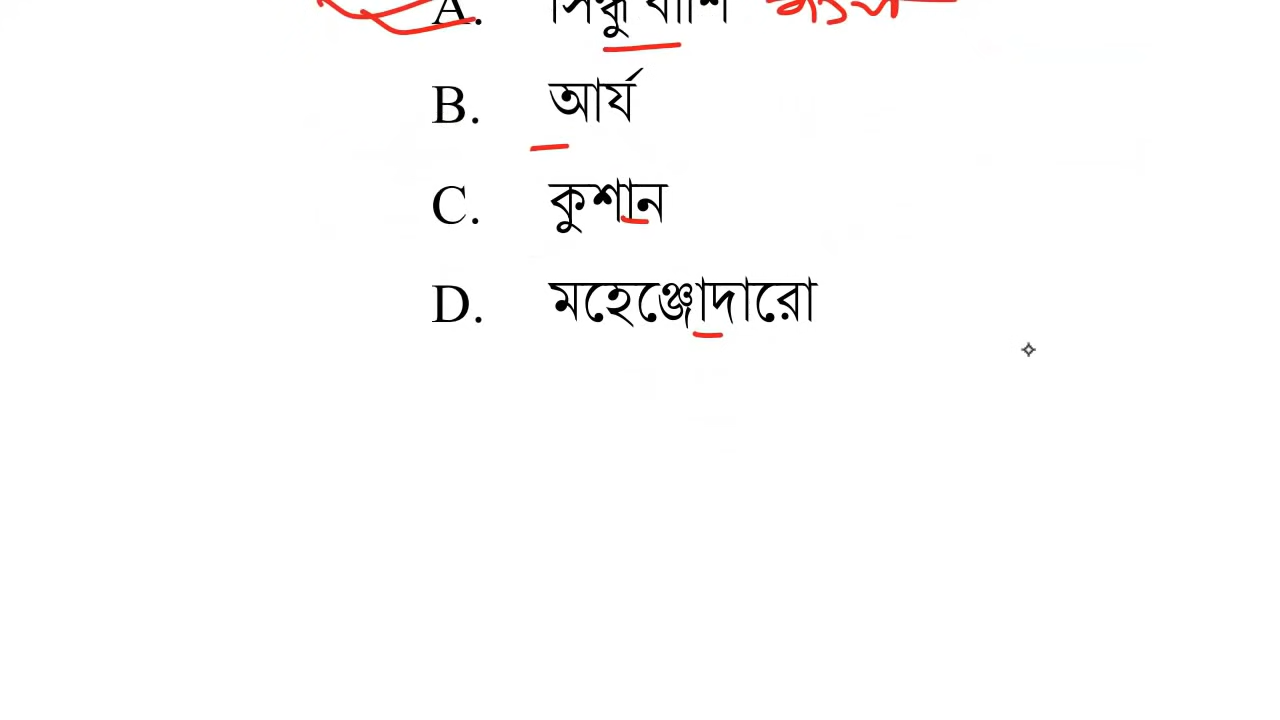 A. সিন্ধু বাশি
B. আর্য
C. কুশান
D. মহেঞ্জোদারো